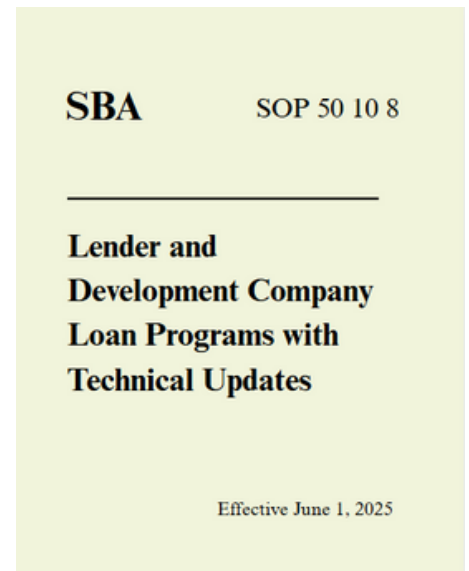 SBA SOP 50 10 8
Lender and
Development Company
Loan Programs with
Technical Updates
Effective June 1, 2025